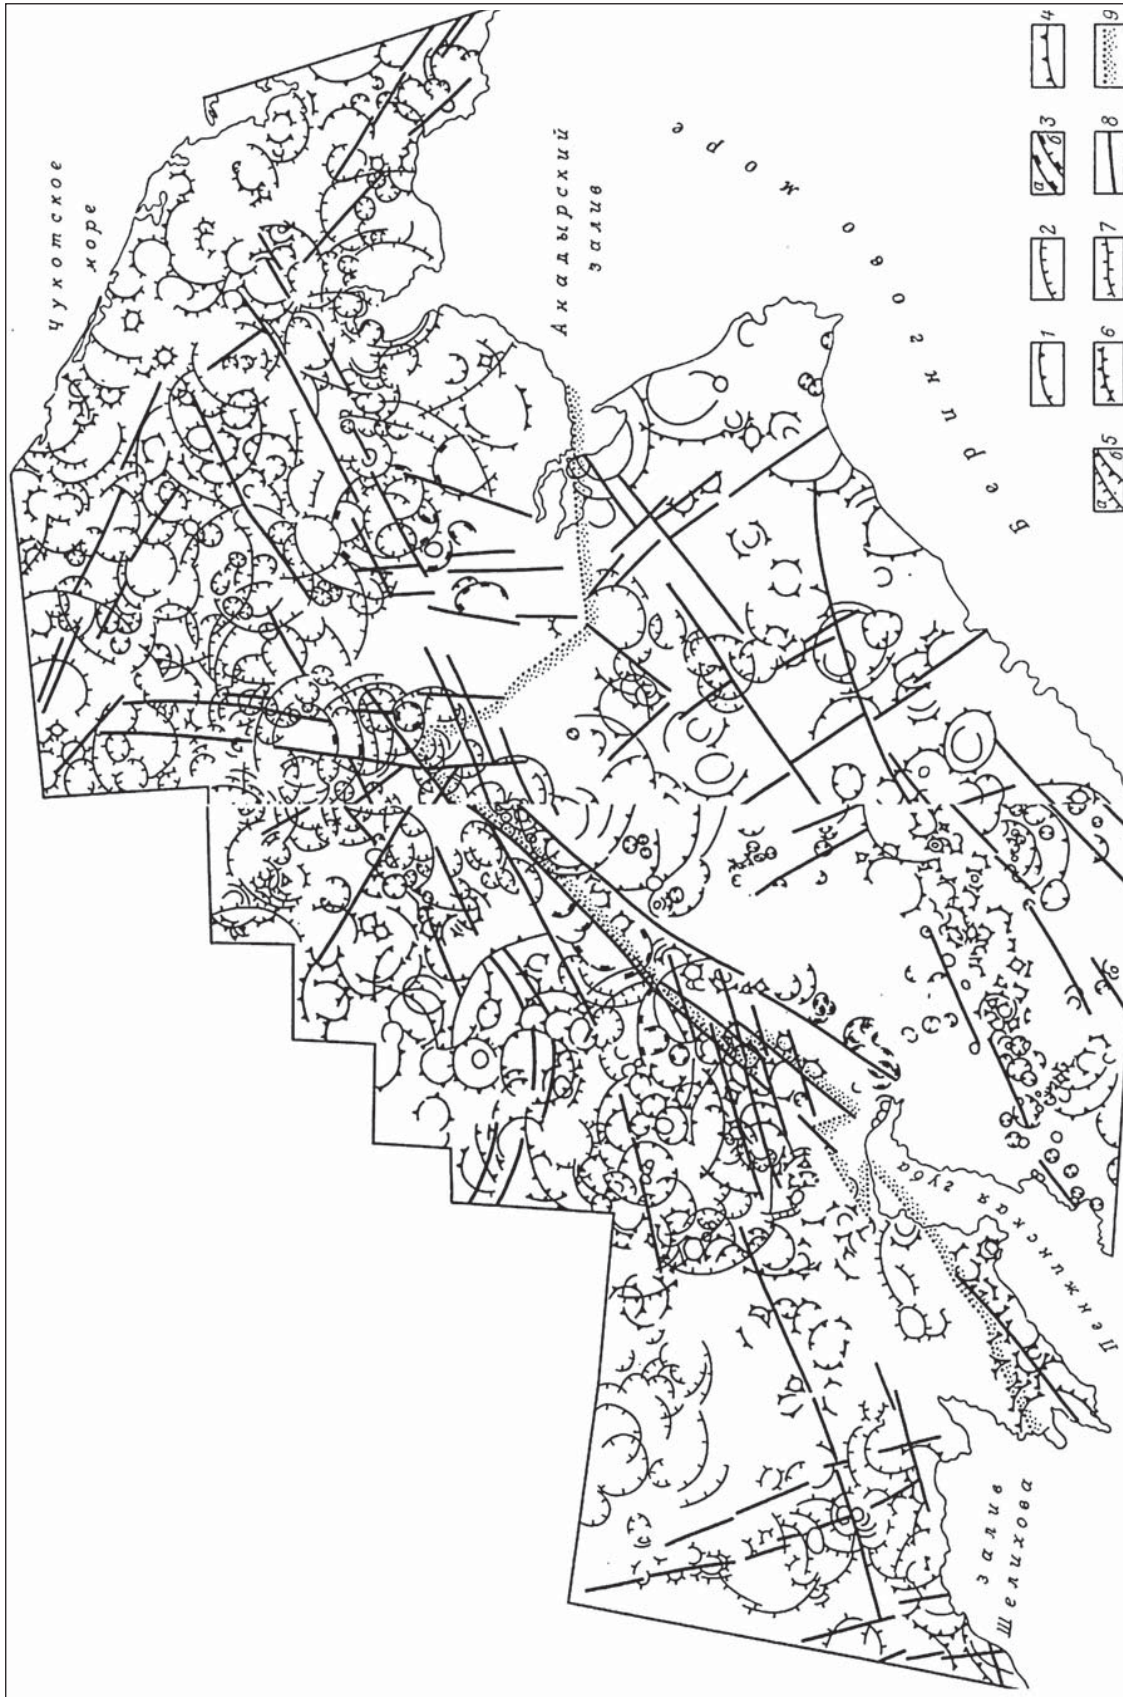 Чукотское
море
Анадырский
залив
Берингово море
Пенжинская губа
залив
Шелихова
1
2
3
а
б
4
5
а
б
6
7
8
9